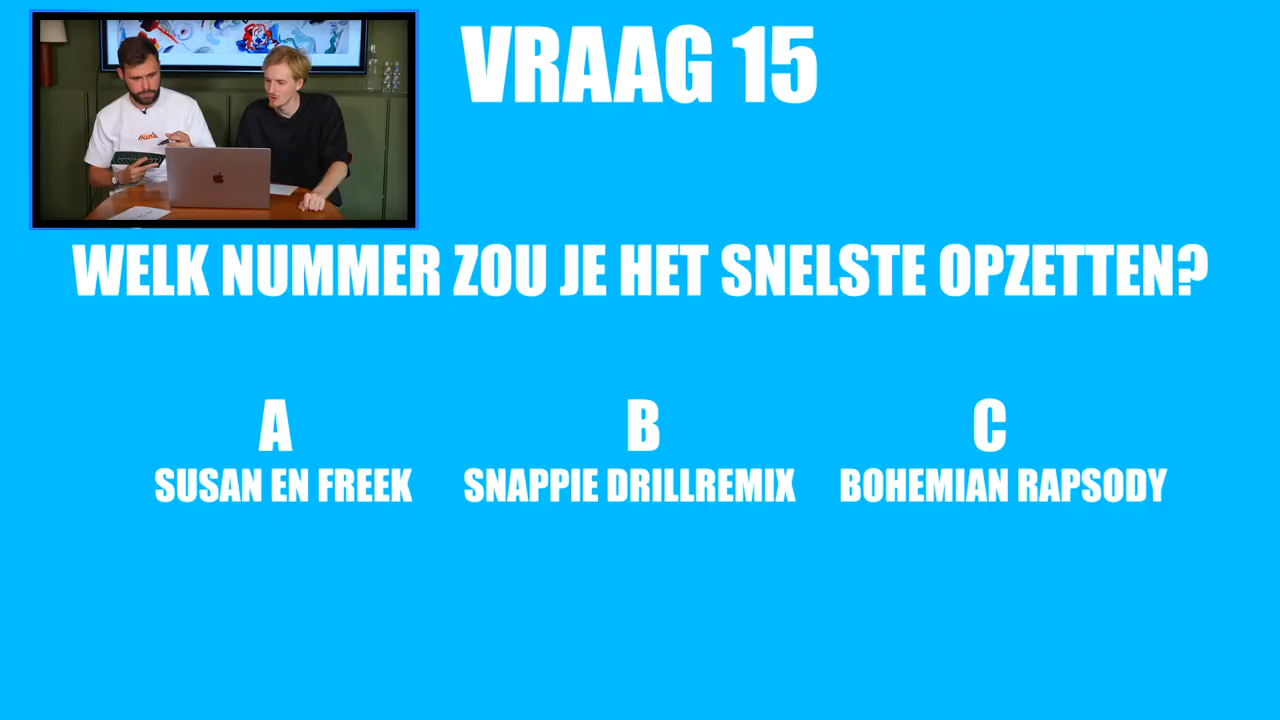 VRAAG 15
WELK NUMMER ZOU JE HET SNELSTE OPZETTEN?
A
SUSAN EN FREEK
B
SNAPPIE DRILLREMIX
C
BOHEMIAN RAPSODY